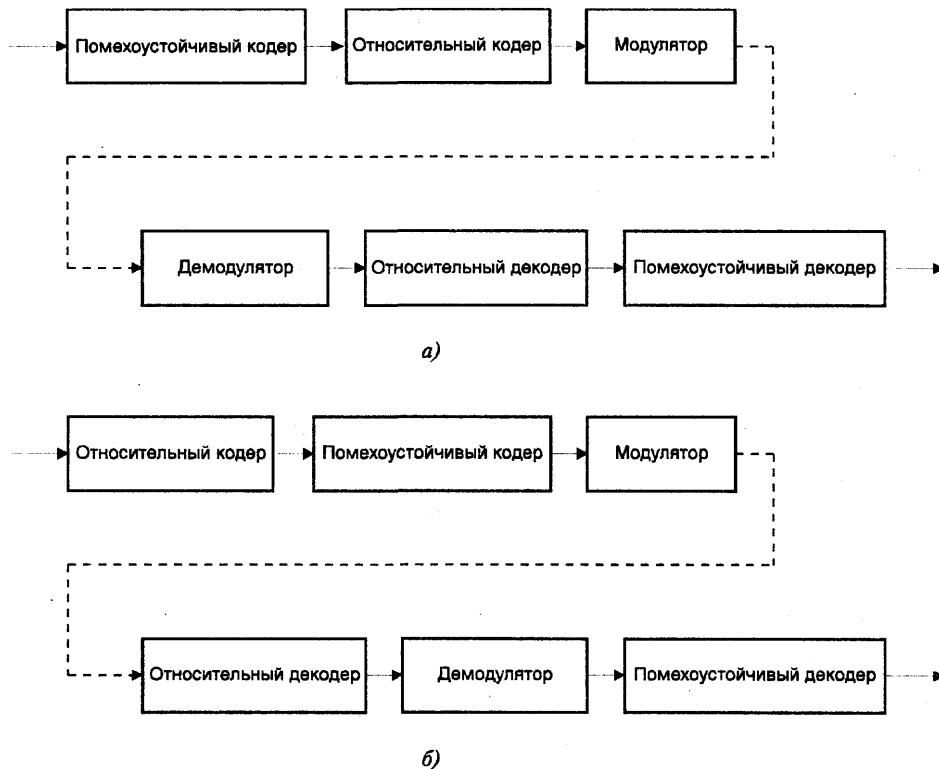 Помехоустойчивый кодер
Относительный кодер
Модулятор
Демодулятор
Относительный декодер
Помехоустойчивый декодер
а)
Относительный кодер
Помехоустойчивый кодер
Модулятор
Относительный декодер
Демодулятор
Помехоустойчивый декодер
б)